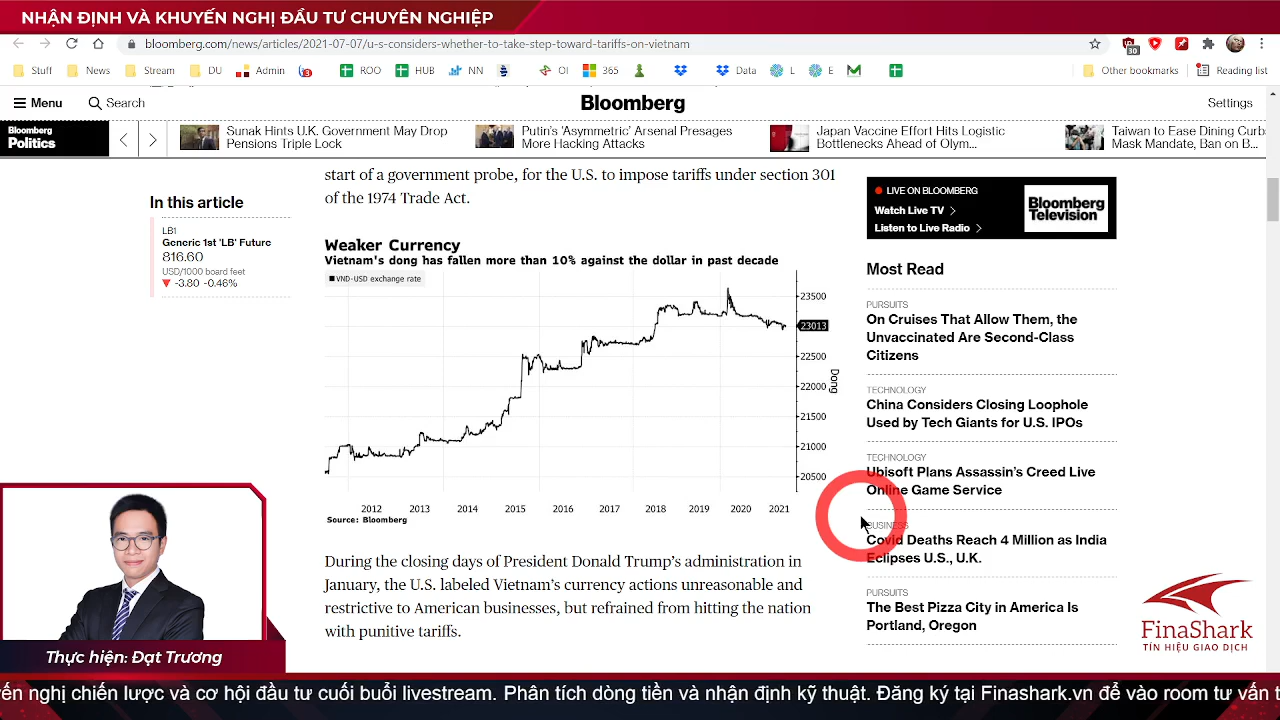 NHẬN ĐỊNH VÀ KHUYẾN NGHỊ ĐẦU TƯ CHUYÊN NGHIỆP
bloomberg.com/news/articles/2021-07-07/u-s-considers-whether-to-take-step-toward-tariffs-on-vietnam
30
Stuff News Stream DU Admin ROO HUB NN OI 365 Data L E Other bookmarks Reading list
Menu Search Bloomberg Settings
Bloomberg
Politics
Sunak Hints U.K. Government May Drop
Pensions Triple Lock
Putin's 'Asymmetric' Arsenal Presages
More Hacking Attacks
Japan Vaccine Effort Hits Logistic
Bottlenecks Ahead of Olym...
Taiwan to Ease Dining Curb
Mask Mandate, Ban on B...
In this article
LB1
Generic 1st 'LB' Future
816.60
USD/1000 board feet
-3.80 -0.46%
start of a government probe, for the U.S. to impose tariffs under section 301
of the 1974 Trade Act.
Weaker Currency
Vietnam's dong has fallen more than 10% against the dollar in past decade
VND-USD exchange rate
23500
23013
22500
22000
21500
21000
20500
Dong
2012 2013 2014 2015 2016 2017 2018 2019 2020 2021
Source: Bloomberg
During the closing days of President Donald Trump's administration in
January, the U.S. labeled Vietnam's currency actions unreasonable and
restrictive to American businesses, but refrained from hitting the nation
with punitive tariffs.
LIVE ON BLOOMBERG
Watch Live TV
Listen to Live Radio
Bloomberg
Television
Most Read
PURSUITS
On Cruises That Allow Them, the
Unvaccinated Are Second-Class
Citizens
TECHNOLOGY
China Considers Closing Loophole
Used by Tech Giants for U.S. IPOs
TECHNOLOGY
Ubisoft Plans Assassin's Creed Live
Online Game Service
BUSINESS
Covid Deaths Reach 4 Million as India
Eclipses U.S., U.K.
PURSUITS
The Best Pizza City in America Is
Portland, Oregon
FinaShark
TÍN HIỆU GIAO DỊCH
Thực hiện: Đạt Trương
yến nghị chiến lược và cơ hội đầu tư cuối buổi livestream. Phân tích dòng tiền và nhận định kỹ thuật. Đăng ký tại Finashark.vn để vào room tư vấn t